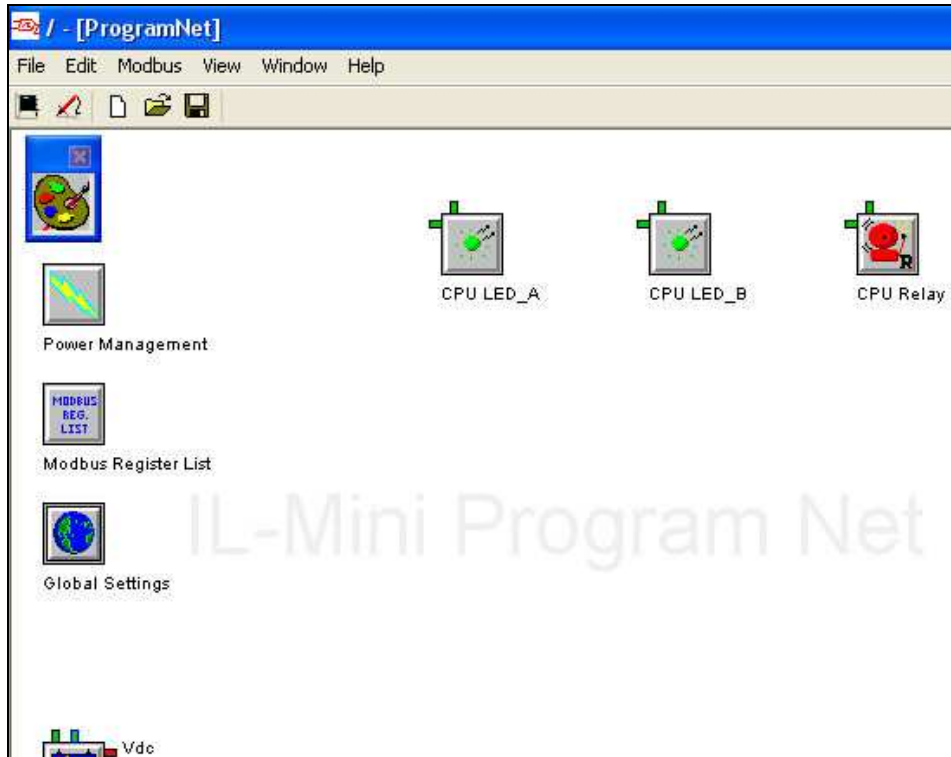 / - [ProgramNet]
File Edit Modbus View Window Help
CPU LED_A
CPU LED_B
R
CPU Relay
Power Management
MODBUS
REG.
LIST
Modbus Register List
IL-Mini Program Net
Global Settings
Vdc